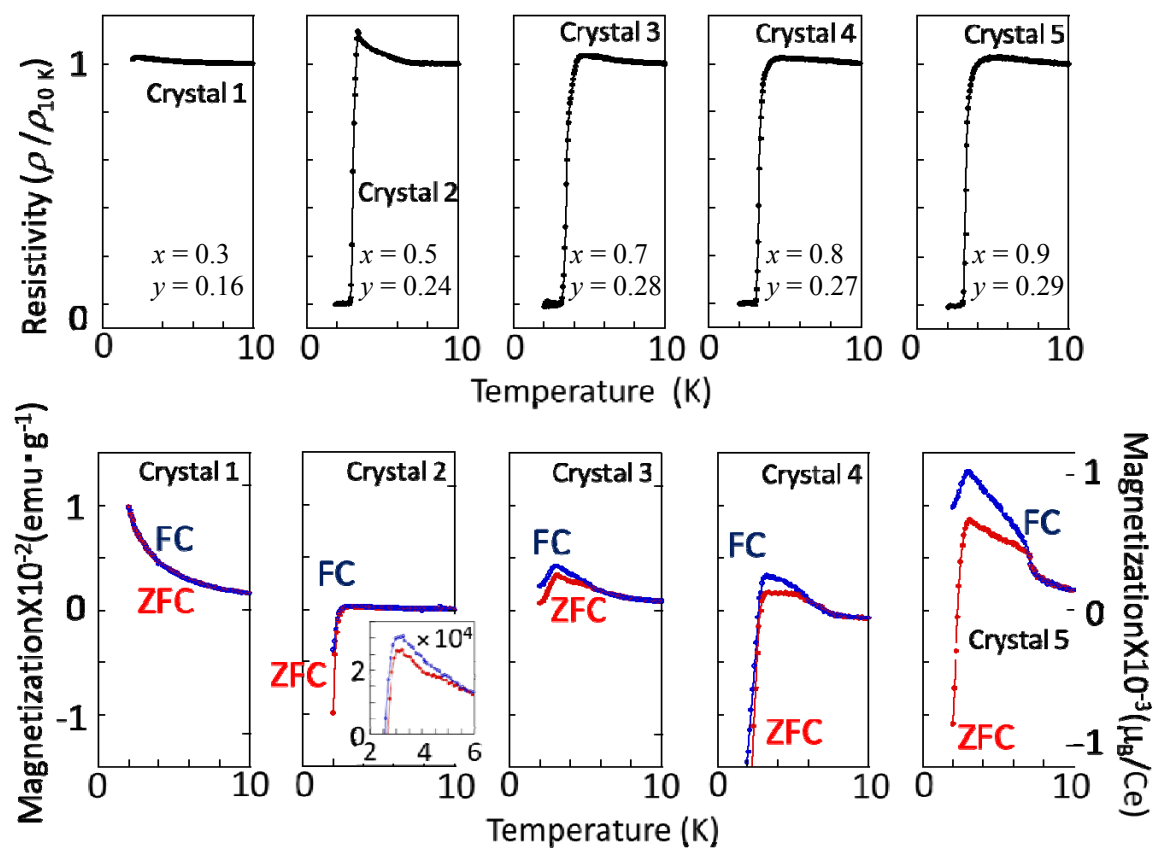 Resistivity (ρ/ρ10 K)
1
0
Crystal 1
x = 0.3
y = 0.16
0
10
Crystal 2
x = 0.5
y = 0.24
0
10
Crystal 3
x = 0.7
y = 0.28
0
10
Crystal 4
x = 0.8
y = 0.27
0
10
Crystal 5
x = 0.9
y = 0.29
0
10
Temperature (K)
MagnetizationX10-2(emu·g-1)
1
0
-1
Crystal 1
FC
ZFC
0
10
Crystal 2
FC
ZFC
× 104
2
0
2
4
6
0
10
Crystal 3
FC
ZFC
0
10
Crystal 4
FC
ZFC
0
10
FC
Crystal 5
ZFC
0
10
1
0
−1
MagnetizationX10-3(μB/Ce)
Temperature (K)